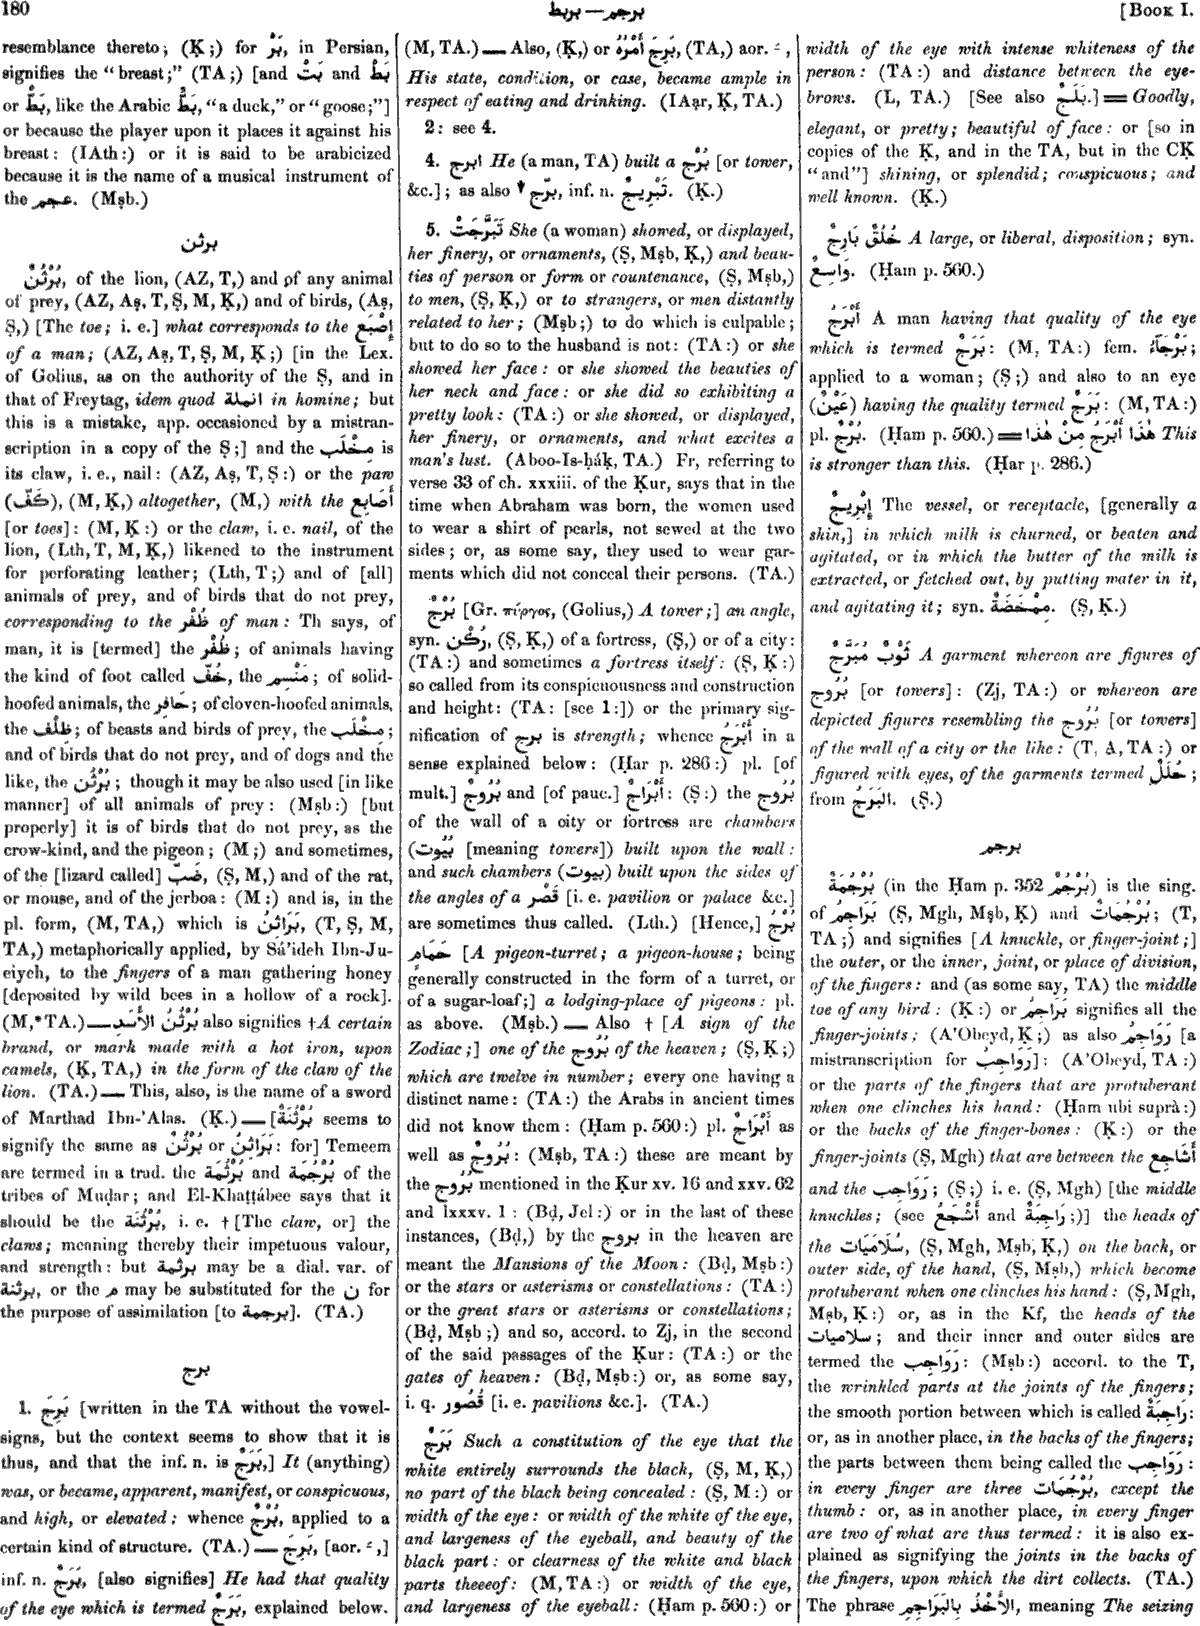 180
بربط—برجم
[BOOK I.
resemblance thereto; (Ḳ;) for بَرْ, in Persian,
signifies the “breast;” (TA;) [and بَتْ and بَطْ
or بَطّ, like the Arabic بَطٌّ, “a duck,” or “goose;”]
or because the player upon it places it against his
breast: (IAth:) or it is said to be arabicized
because it is the name of a musical instrument of
the عجم. (Mṣb.)
برثن
بُرْثُنٌ, of the lion, (AZ, T,) and of any animal
of prey, (AZ, Aṣ, T, Ṣ, M, Ḳ,) and of birds, (Aṣ,
Ṣ,) [The toe; i. e.] what corresponds to the إِصْبَع
of a man; (AZ, Aṣ, T, Ṣ, M, Ḳ;) [in the Lex.
of Golius, as on the authority of the Ṣ, and in
that of Freytag, idem quod انملة in homine; but
this is a mistake, app. occasioned by a mistran-
scription in a copy of the Ṣ;] and the مِخْلَب is
its claw, i. e., nail: (AZ, Aṣ, T, Ṣ:) or the paw
(كَفّ), (M, Ḳ,) altogether, (M,) with the أَصَابِع
[or toes]: (M, Ḳ:) or the claw, i. e. nail, of the
lion, (Lth, T, M, Ḳ,) likened to the instrument
for perforating leather; (Lth, T;) and of [all]
animals of prey, and of birds that do not prey,
corresponding to the ظُفْر of man: Th says, of
man, it is [termed] the ظُفْر; of animals having
the kind of foot called خُفّ, the مَنْسِم; of solid-
hoofed animals, the حَافِر; of cloven-hoofed animals,
the ظِلْف; of beasts and birds of prey, the مِخْلَب;
and of birds that do not prey, and of dogs and the
like, the بُرْثُن; though it may be also used [in like
manner] of all animals of prey: (Mṣb:) [but
properly] it is of birds that do not prey, as the
crow-kind, and the pigeon; (M;) and sometimes,
of the [lizard called] ضَبّ, (Ṣ, M,) and of the rat,
or mouse, and of the jerboa: (M:) and is, in the
pl. form, (M, TA,) which is بَرَاثِنُ, (T, Ṣ, M,
TA,) metaphorically applied, by Sá’ideh Ibn-Ju-
eiyeh, to the fingers of a man gathering honey
[deposited by wild bees in a hollow of a rock].
(M,* TA.) — بُرْثُنُ الأَسَدِ also signifies †A certain
brand, or mark made with a hot iron, upon
camels, (Ḳ, TA,) in the form of the claw of the
lion. (TA.) — This, also, is the name of a sword
of Marthad Ibn-’Alas. (Ḳ.) — [بُرْثُنَةٌ seems to
signify the same as بُرْثُنٌ or بَرَاثِنُ: for] Temeem
are termed in a trad. the بُرْثُمَة and بُرْجُمَة of the
tribes of Muḍar; and El-Khaṭṭábee says that it
should be the بُرْثُنَة, i. e. † [The claw, or] the
claws; meaning thereby their impetuous valour,
and strength: but برثمة may be a dial. var. of
برثنة, or the م may be substituted for the ن for
the purpose of assimilation [to برجمة]. (TA.)
برج
1. بَرِجَ [written in the TA without the vowel-
signs, but the context seems to show that it is
thus, and that the inf. n. is بَرَجٌ,] It (anything)
was, or became, apparent, manifest, or conspicuous,
and high, or elevated: whence بُرْجٌ, applied to a
certain kind of structure. (TA.) — بَرِجَ, [aor. ـَ ,]
inf. n. بَرَجٌ, [also signifies] He had that quality
of the eye which is termed بَرَجٌ, explained below.
(M, TA.) — Also, (Ḳ,) or بَرِجَ أَمْرُهُ, (TA,) aor. ـَ ,
His state, condition, or case, became ample in
respect of eating and drinking. (IAạr, Ḳ, TA.)
2: see 4.
4. ابرج He (a man, TA) built a بُرْج [or tower,
&c.]; as also ▼ برّج, inf. n. تَبْرِيجٌ. (Ḳ.)
5. تَبَرَّجَتْ She (a woman) showed, or displayed,
her finery, or ornaments, (Ṣ, Mṣb, Ḳ,) and beau-
ties of person or form or countenance, (Ṣ, Mṣb,)
to men, (Ṣ, Ḳ,) or to strangers, or men distantly
related to her; (Mṣb;) to do which is culpable;
but to do so to the husband is not: (TA:) or she
showed her face: or she showed the beauties of
her neck and face: or she did so exhibiting a
pretty look: (TA:) or she showed, or displayed,
her finery, or ornaments, and what excites a
man's lust. (Aboo-Is-ḥáḳ, TA.) Fr, referring to
verse 33 of ch. xxxiii. of the Ḳur, says that in the
time when Abraham was born, the women used
to wear a shirt of pearls, not sewed at the two
sides; or, as some say, they used to wear gar-
ments which did not conceal their persons. (TA.)
بُرْجٌ [Gr. πύργος, (Golius,) A tower;] an angle,
syn. رُكْن, (Ṣ, Ḳ,) of a fortress, (Ṣ,) or of a city:
(TA:) and sometimes a fortress itself: (Ṣ, Ḳ:)
so called from its conspicuousness and construction
and height: (TA: [see 1:]) or the primary sig-
nification of برج is strength; whence أَبْرَجُ in a
sense explained below: (Ḥar p. 286:) pl. [of
mult.] بُرُوجٌ and [of pauc.] أَبْرَاجٌ: (Ṣ:) the بُرُوج
of the wall of a city or fortress are chambers
(بُيُوت [meaning towers]) built upon the wall:
and such chambers (بيوت) built upon the sides of
the angles of a قَصْر [i. e. pavilion or palace &c.]
are sometimes thus called. (Lth.) [Hence,] بُرْجُ
حَمَامٍ [A pigeon-turret; a pigeon-house; being
generally constructed in the form of a turret, or
of a sugar-loaf;] a lodging-place of pigeons: pl.
as above. (Mṣb.) — Also † [A sign of the
Zodiac;] one of the بُرُوج of the heaven; (Ṣ, Ḳ;)
which are twelve in number; every one having a
distinct name: (TA:) the Arabs in ancient times
did not know them: (Ḥam p. 560:) pl. أَبْرَاجٌ as
well as بُرُوجٌ: (Mṣb, TA:) these are meant by
the بُرُوج mentioned in the Ḳur xv. 16 and xxv. 62
and lxxxv. 1: (Bḍ, Jel:) or in the last of these
instances, (Bḍ,) by the بروج in the heaven are
meant the Mansions of the Moon: (Bḍ, Mṣb:)
or the stars or asterisms or constellations: (TA:)
or the great stars or asterisms or constellations;
(Bḍ, Mṣb;) and so, accord. to Zj, in the second
of the said passages of the Ḳur: (TA:) or the
gates of heaven: (Bḍ, Mṣb:) or, as some say,
i. q. قُصُور [i. e. pavilions &c.]. (TA.)
بَرَجٌ Such a constitution of the eye that the
white entirely surrounds the black, (Ṣ, M, Ḳ,)
no part of the black being concealed: (Ṣ, M:) or
width of the eye: or width of the white of the eye,
and largeness of the eyeball, and beauty of the
black part: or clearness of the white and black
parts theeeof: (M, TA:) or width of the eye,
and largeness of the eyeball: (Ḥam p. 560:) or
width of the eye with intense whiteness of the
person: (TA:) and distance between the eye-
brows. (L, TA.) [See also بَلَجٌ.] = Goodly,
elegant, or pretty; beautiful of face: or [so in
copies of the Ḳ, and in the TA, but in the CK
“and”] shining, or splendid; conspicuous; and
well known. (Ḳ.)
خُلُقٌ بَارِجٌ A large, or liberal, disposition; syn.
وَاسِعٌ. (Ḥam p. 560.)
أَبْرَجُ A man having that quality of the eye
which is termed بَرَجٌ: (M, TA:) fem. بَرْجَآءُ;
applied to a woman; (Ṣ;) and also to an eye
(عَيْنٌ) having the quality termed بَرَجٌ: (M, TA:)
pl. بُرْجٌ. (Ḥam p. 560.) = هٰذَا أَبْرَجُ مِنْ هٰذَا This
is stronger than this. (Ḥar p. 286.)
إِبْرِيجٌ The vessel, or receptacle, [generally a
skin,] in which milk is churned, or beaten and
agitated, or in which the butter of the milk is
extracted, or fetched out, by putting water in it,
and agitating it; syn. مِمْخَضَةٌ. (Ṣ, Ḳ.)
ثَوْبٌ مُبَرَّجٌ A garment whereon are figures of
بُرُوج [or towers]: (Zj, TA:) or whereon are
depicted figures resembling the بُرُوج [or towers]
of the wall of a city or the like: (T, A, TA:) or
figured with eyes, of the garments termed حُلَلٌ;
from البَرَجُ. (Ṣ.)
برجم
بُرْجُمَةٌ (in the Ḥam p. 352 بُرْجُمٌ) is the sing.
of بَرَاجِمُ (Ṣ, Mgh, Mṣb, Ḳ) and بُرْجُمَاتٌ; (T,
TA;) and signifies [A knuckle, or finger-joint;]
the outer, or the inner, joint, or place of division,
of the fingers: and (as some say, TA) the middle
toe of any bird: (Ḳ:) or بَرَاجِمُ signifies all the
finger-joints; (A’Obeyd, Ḳ;) as also رَوَاجِمُ [a
mistranscription for رَوَاجِبُ]: (A’Obeyd, TA:)
or the parts of the fingers that are protuberant
when one clinches his hand: (Ḥam ubi suprà:)
or the backs of the finger-bones: (Ḳ:) or the
finger-joints (Ṣ, Mgh) that are between the أَشَاجِع
and the رَوَاجِب; (Ṣ;) i. e. (Ṣ, Mgh) [the middle
knuckles; (see أَشْجَعُ and رَاجِبَةٌ;)] the heads of
the سُلَامَيَات, (Ṣ, Mgh, Mṣb, Ḳ,) on the back, or
outer side, of the hand, (Ṣ, Mṣb,) which become
protuberant when one clinches his hand: (Ṣ, Mgh,
Mṣb, Ḳ:) or, as in the Kf, the heads of the
سلاميات; and their inner and outer sides are
termed the رَوَاجِب: (Mṣb:) accord. to the T,
the wrinkled parts at the joints of the fingers;
the smooth portion between which is called رَاجِبَةٌ:
or, as in another place, in the backs of the fingers;
the parts between them being called the رَوَاجِب:
in every finger are three بُرْجُمَات, except the
thumb: or, as in another place, in every finger
are two of what are thus termed: it is also ex-
plained as signifying the joints in the backs of
the fingers, upon which the dirt collects. (TA.)
The phrase الأَخْذُ بِالبَرَاجِمِ, meaning The seizing